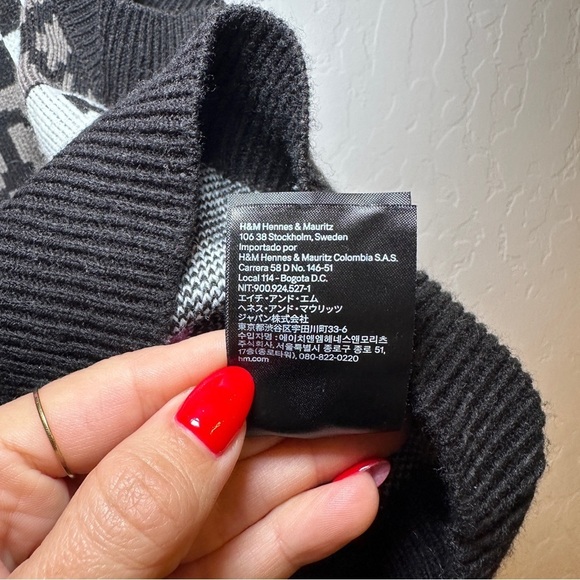 H&M Hennes & Mauritz
106 38 Stockholm, Sweden
Importado por
H&M Hennes & Mauritz Colombia S.A.S.
Carrera 58 D No. 146-51
Local 114 - Bogota D.C.
NIT:900.924.527-1
エイチ・アンド・エム
ヘネス・アンド・マウリッツ
ジャパン株式会社
東京都渋谷区宇田川町33-6
수입자명 : 에이치앤엠헤네스앤모리츠
주식회사, 서울특별시 종로구 종로 51,
17층 (종로타워), 080-822-0220
hm.com